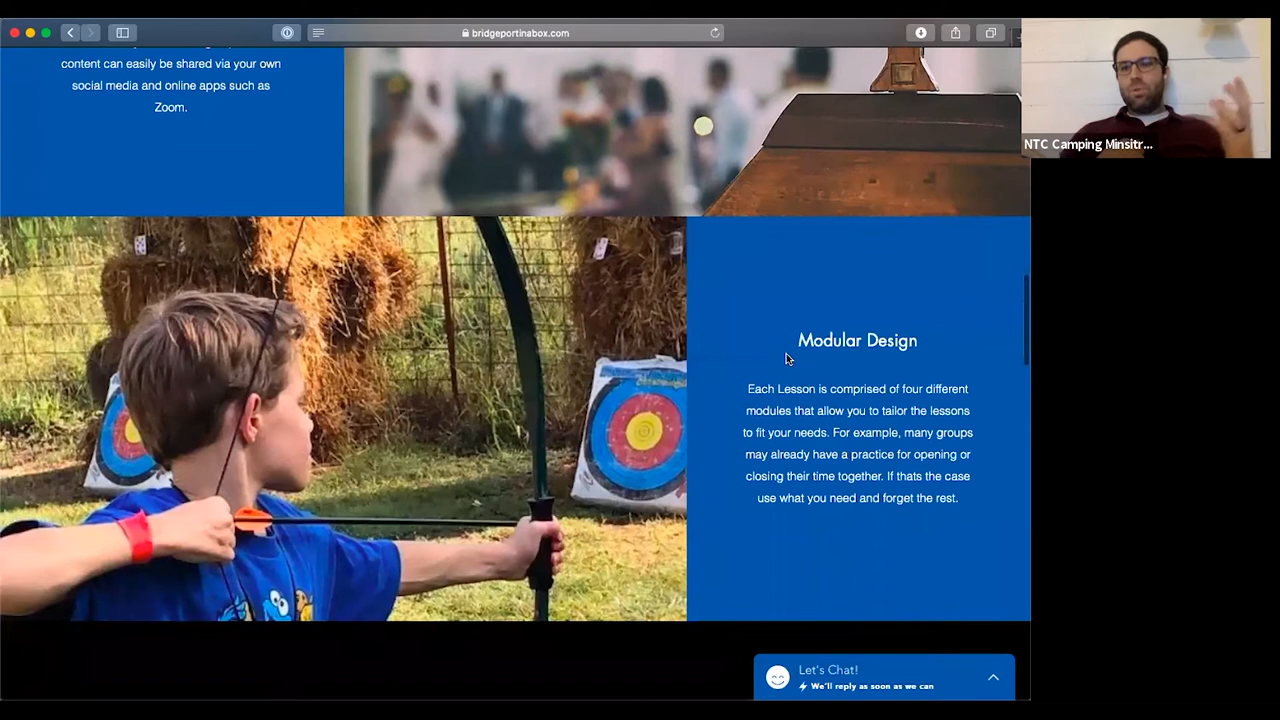 bridgeportinabox.com
content can easily be shared via your own
social media and online apps such as
Zoom.
NTC Camping Minsitr...
Modular Design
Each Lesson is comprised of four different
modules that allow you to tailor the lessons
to fit your needs. For example, many groups
may already have a practice for opening or
closing their time together. If thats the case
use what you need and forget the rest.
Let's Chat!
We'll reply as soon as we can